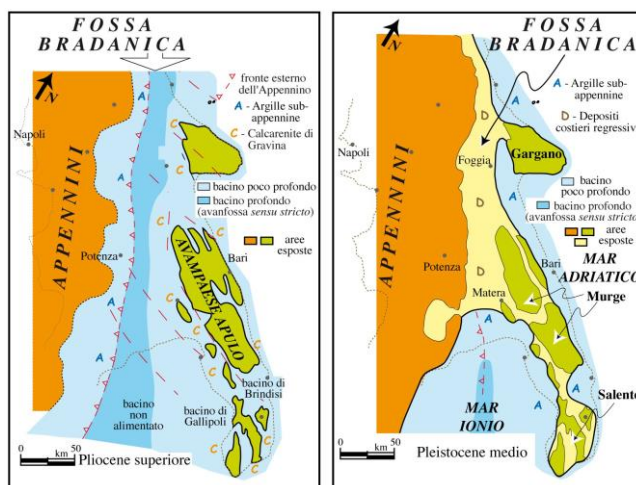 FOSSA
BRADANICA
N
Napoli
APPENNINI
Potenza
fronte esterno
dell'Appennino
A - Argille sub-
appennine
C - Calcarenite di
Gravina
bacino
poco profondo
bacino profondo
(avanfossa sensu stricto)
aree
esposte
AVAMPAESE APULO
Bari
A
A
A
A
C
C
C
C
C
C
C
C
C
C
bacino di
Brindisi
bacino di
Gallipoli
bacino
non
alimentato
0 50
km
Pliocene superiore
FOSSA
BRADANICA
N
Napoli
APPENNINI
A - Argille sub-
appennine
D - Depositi
costieri regressivi
D
Foggia
Gargano
A
bacino
poco profondo
bacino profondo
(avanfossa sensu stricto)
aree
esposte
D
MAR
ADRIATICO
Potenza
D
Bari
A
Matera
Murge
A
A
Salento
MAR
IONIO
0 50
km
Pleistocene medio